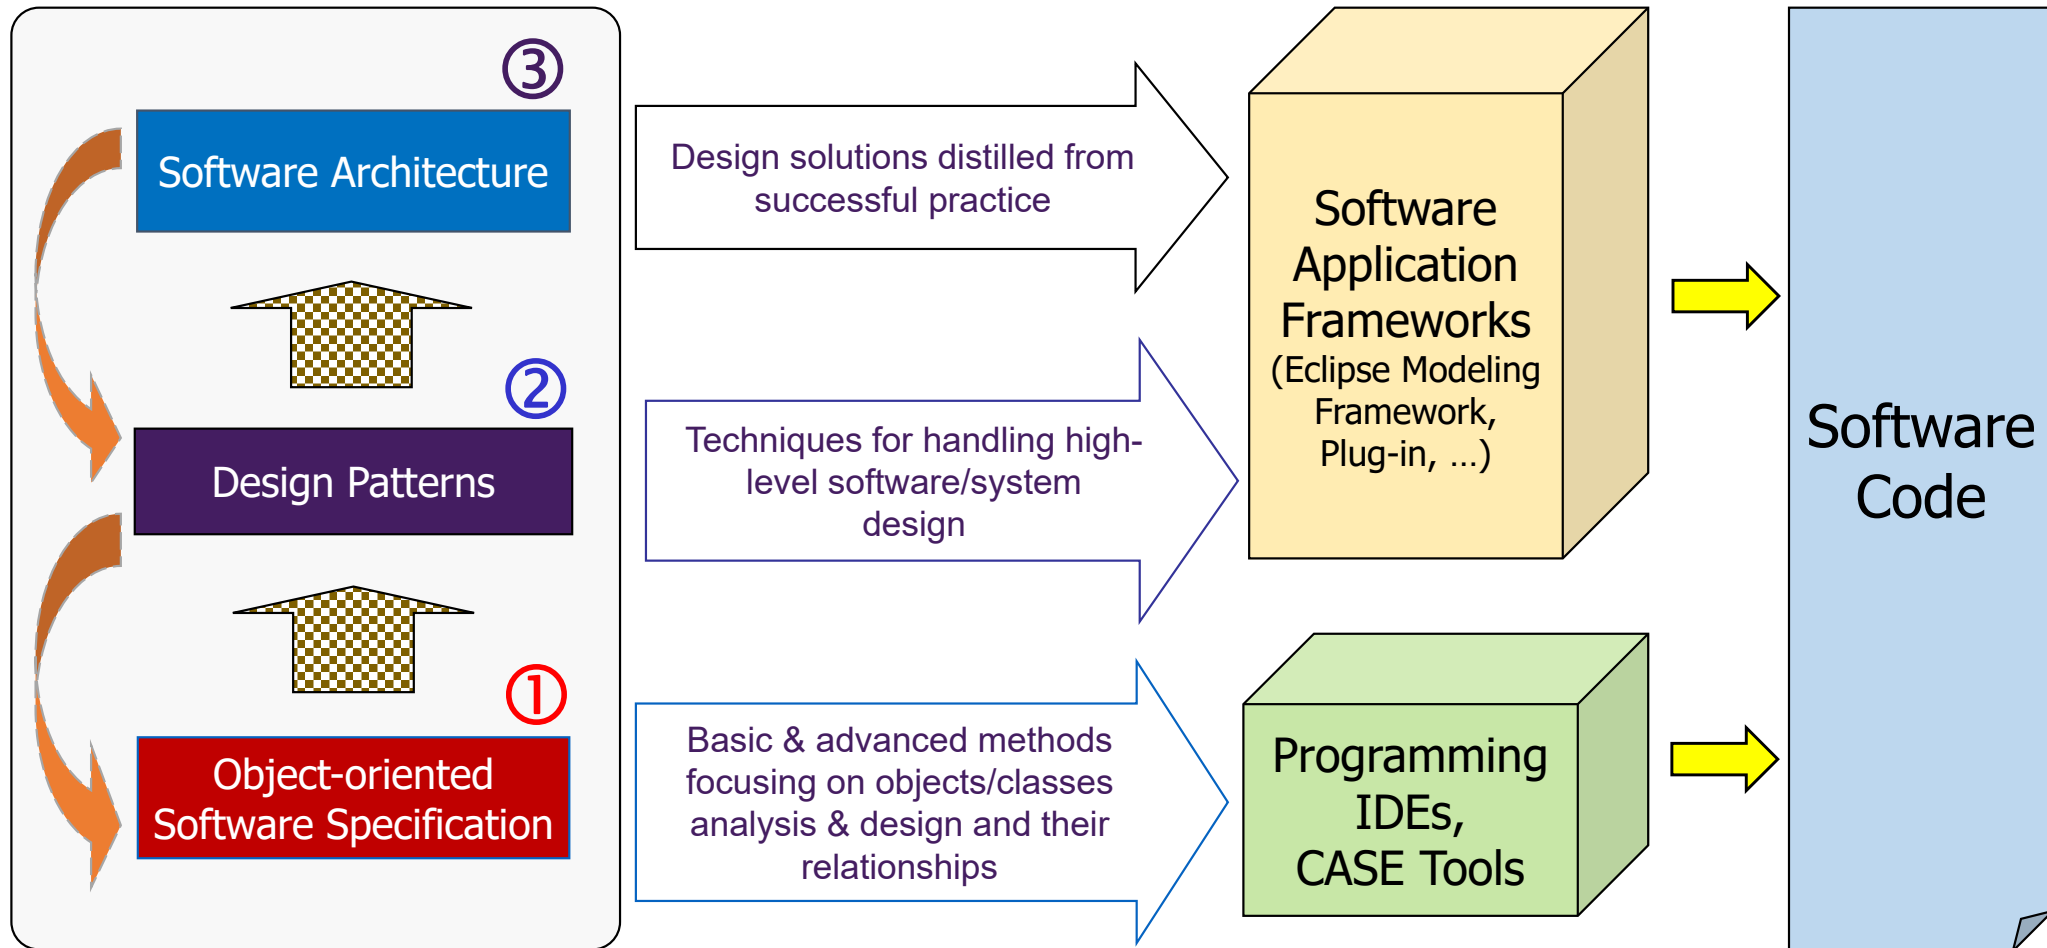 ③
Software Architecture
②
Design Patterns
①
Object-oriented
Software Specification
Design solutions distilled from
successful practice
Techniques for handling high-
level software/system
design
Basic & advanced methods
focusing on objects/classes
analysis & design and their
relationships
Software
Application
Frameworks
(Eclipse Modeling
Framework,
Plug-in, ...)
Programming
IDEs,
CASE Tools
Software
Code